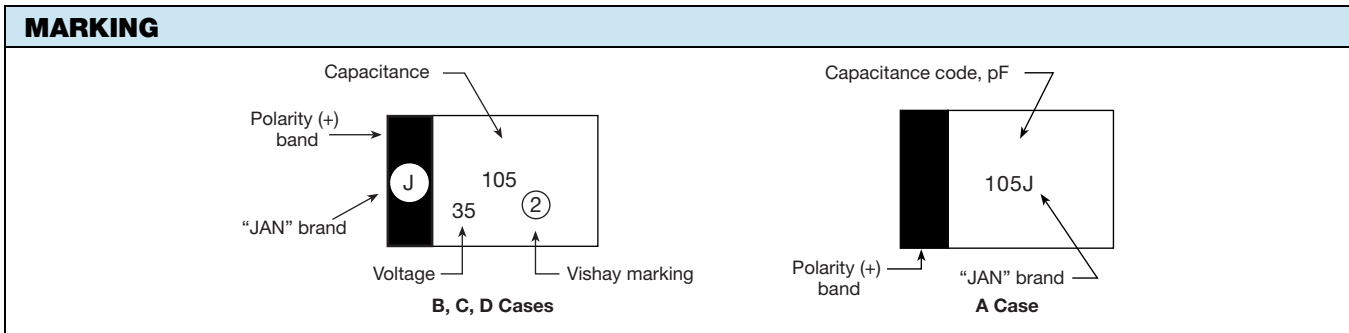 MARKING
Capacitance
Polarity (+)
band
J
105
35
2
"JAN" brand
Voltage
Vishay marking
B, C, D Cases
Capacitance code, pF
105J
Polarity (+)
band
"JAN" brand
A Case